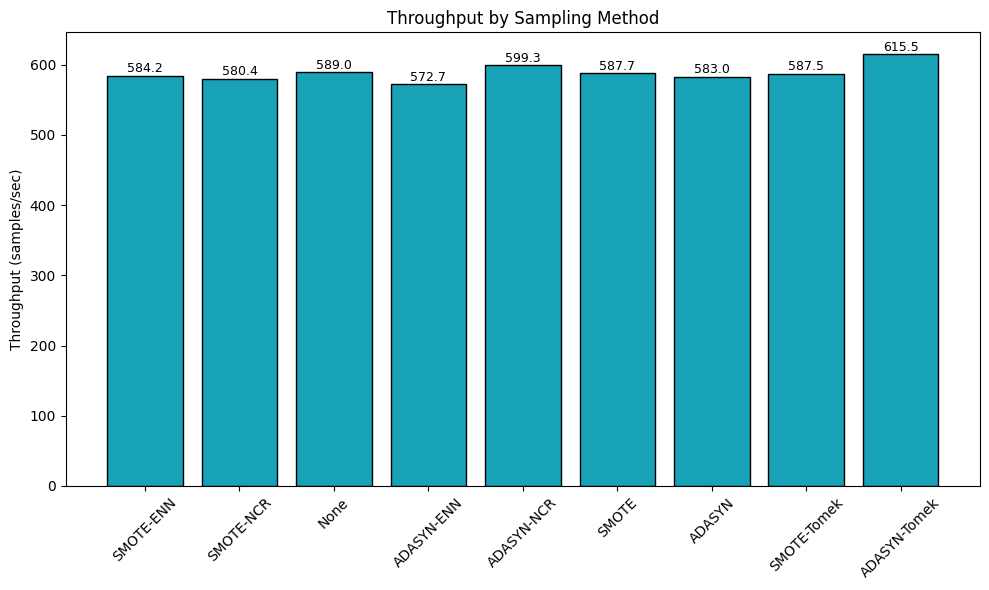 Throughput by Sampling Method
Throughput (samples/sec)
600
500
400
300
200
100
0
584.2
580.4
589.0
572.7
599.3
587.7
583.0
587.5
615.5
SMOTE-ENN
SMOTE-NCR
None
ADASYN-ENN
ADASYN-NCR
SMOTE
ADASYN
SMOTE-Tomek
ADASYN-Tomek